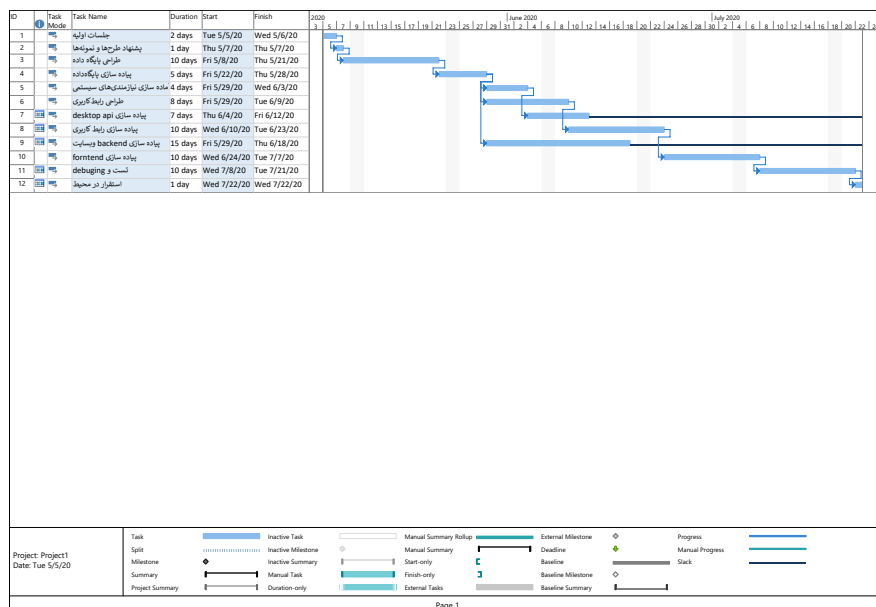 ID Task Mode Task Name Duration Start Finish 2020 June 2020 July 2020
3 5 7 9 11 13 15 17 19 21 23 25 27 29 31 2 4 6 8 10 12 14 16 18 20 22 24 26 28 30 2 4 6 8 10 12 14 16 18 20 22 2
1 جلسات اولیه 2 days Tue 5/5/20 Wed 5/6/20
2 پشنهاد طرح‌ها و نمونه‌ها 1 day Thu 5/7/20 Thu 5/7/20
3 طراحی پایگاه داده 10 days Fri 5/8/20 Thu 5/21/20
4 پیاده سازی پایگاه‌داده 5 days Fri 5/22/20 Thu 5/28/20
5 ماده سازی نیازمندی‌های سیستمی 4 days Fri 5/29/20 Wed 6/3/20
6 طراحی رابط کاربری 8 days Fri 5/29/20 Tue 6/9/20
7 پیاده سازی desktop api 7 days Thu 6/4/20 Fri 6/12/20
8 پیاده سازی رابط کاربری 10 days Wed 6/10/20 Tue 6/23/20
9 پیاده سازی backend وبسایت 15 days Fri 5/29/20 Thu 6/18/20
10 پیاده سازی forntend 10 days Wed 6/24/20 Tue 7/7/20
11 تست و debuging 10 days Wed 7/8/20 Tue 7/21/20
12 استقرار در محیط 1 day Wed 7/22/20 Wed 7/22/20
Project: Project1
Date: Tue 5/5/20
Task Inactive Task Manual Summary Rollup External Milestone Progress
Split Inactive Milestone Manual Summary Deadline Manual Progress
Milestone Inactive Summary Start-only Baseline Slack
Summary Manual Task Finish-only Baseline Milestone
Project Summary Duration-only External Tasks Baseline Summary
Page 1